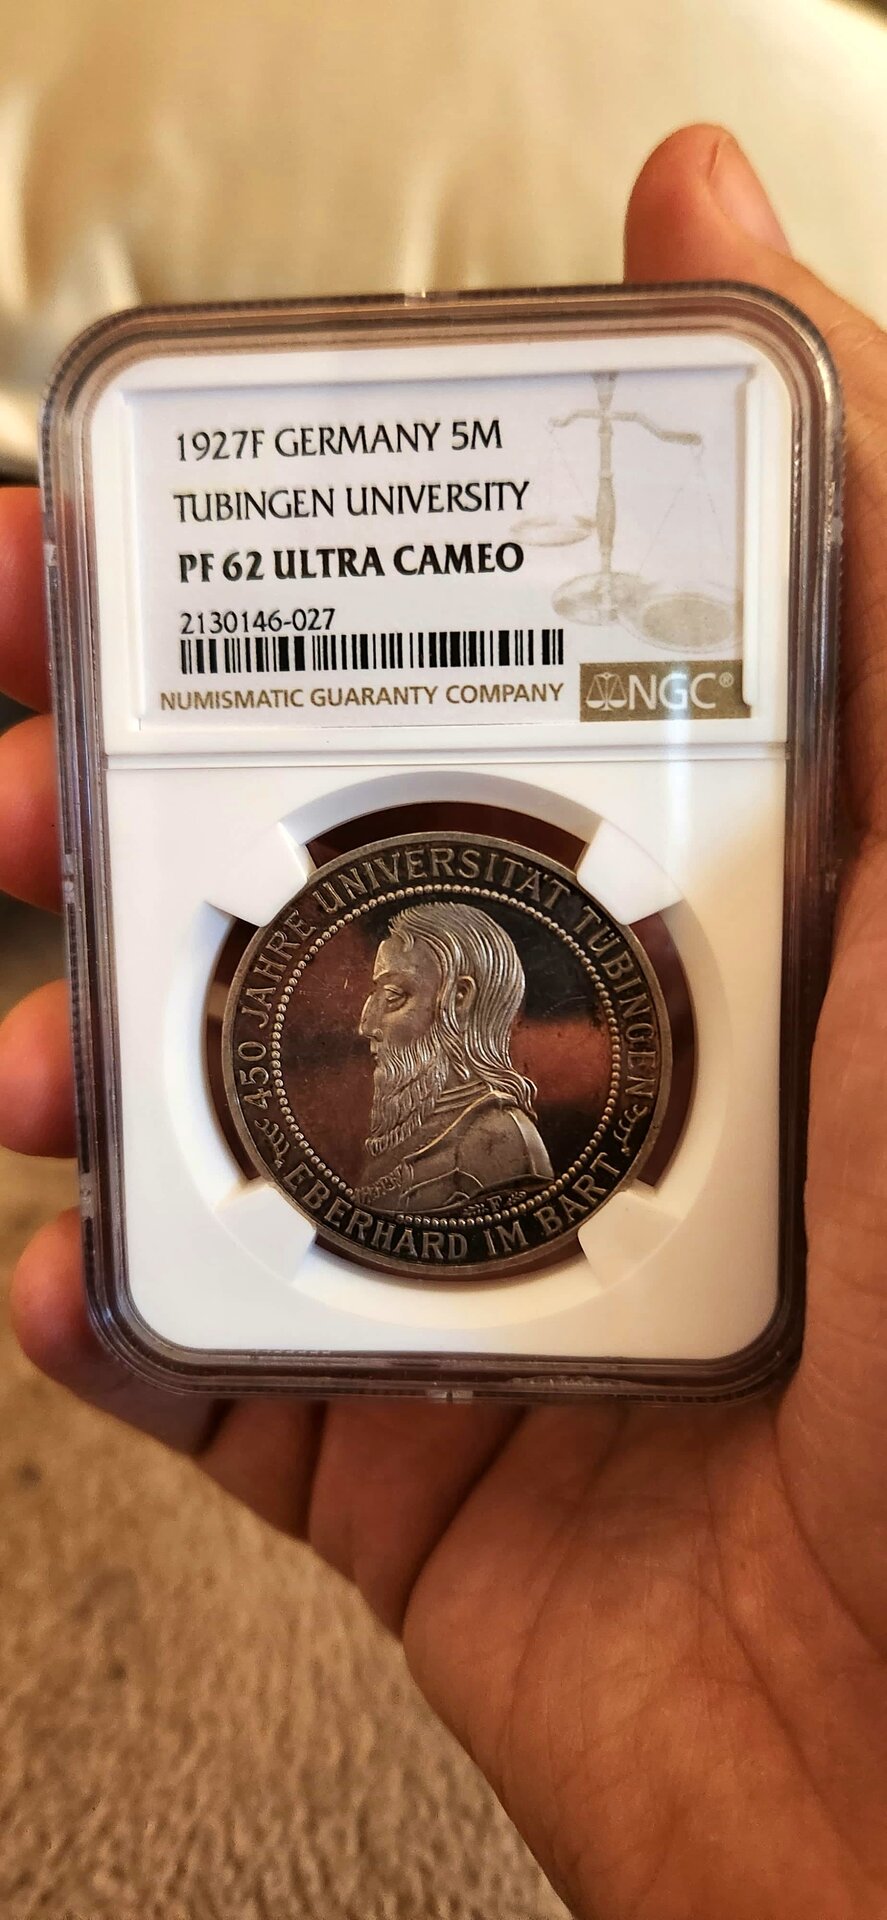 1927F GERMANY 5M
TUBINGEN UNIVERSITY
PF 62 ULTRA CAMEO
2130146-027
NUMISMATIC GUARANTY COMPANY
NGC®
450 JAHRE UNIVERSITÄT TÜBINGEN
EBERHARD IM BART
F